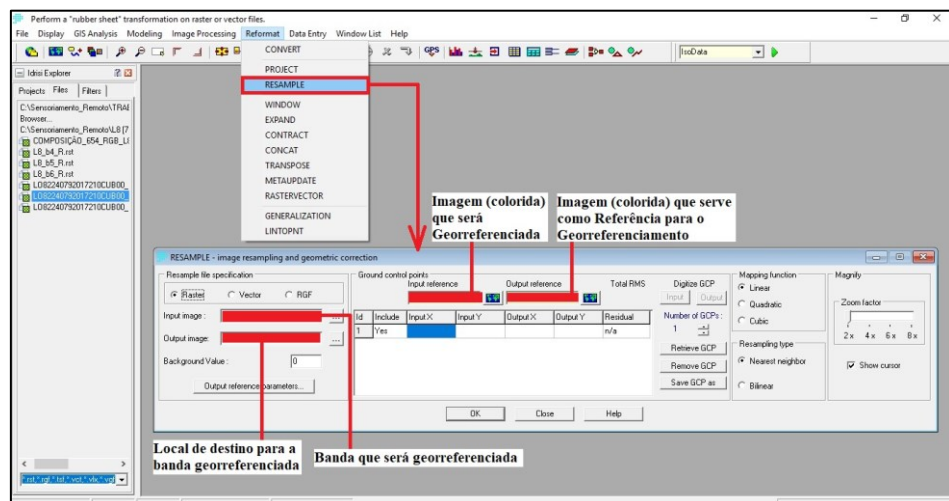 Perform a "rubber sheet" transformation on raster or vector files.
File Display GIS Analysis Modeling Image Processing Reformat Data Entry Window List Help
GPS
IsoData
CONVERT
PROJECT
RESAMPLE
WINDOW
EXPAND
CONTRACT
CONCAT
TRANSPOSE
METAUPDATE
RASTERVECTOR
GENERALIZATION
LINTOPNT
Idrisi Explorer
Projects Files Filters
C:\Sensoriamento_Remoto\TRAI
Browser...
C:\Sensoriamento_Remoto\L8 [7
COMPOSIÇÃO_654_RGB_LI
L8_b4_R.rst
L8_b5_R.rst
L8_b6_R.rst
LO82240792017210CUB00_
LO82240792017210CUB00_
LO82240792017210CUB00_
Imagem (colorida)
que será
Georreferenciada
Imagem (colorida) que serve
como Referência para o
Georreferenciamento
RESAMPLE - image resampling and geometric correction
Resample file specification
Raster Vector RGF
Input image :
...
Output image:
...
Background Value :
0
Output reference parameters...
Ground control points
Input reference
Output reference
Total RMS
Id Include Input X Input Y Output X Output Y Residual
1 Yes n/a
Digitize GCP
Input Output
Number of GCPs :
1
Retrieve GCP
Remove GCP
Save GCP as
Mapping function
Linear
Quadratic
Cubic
Resampling type
Nearest neighbor
Bilinear
Magnify
Zoom factor
2x 4x 6x 8x
Show cursor
OK Close Help
Local de destino para a
banda georreferenciada
Banda que será georreferenciada